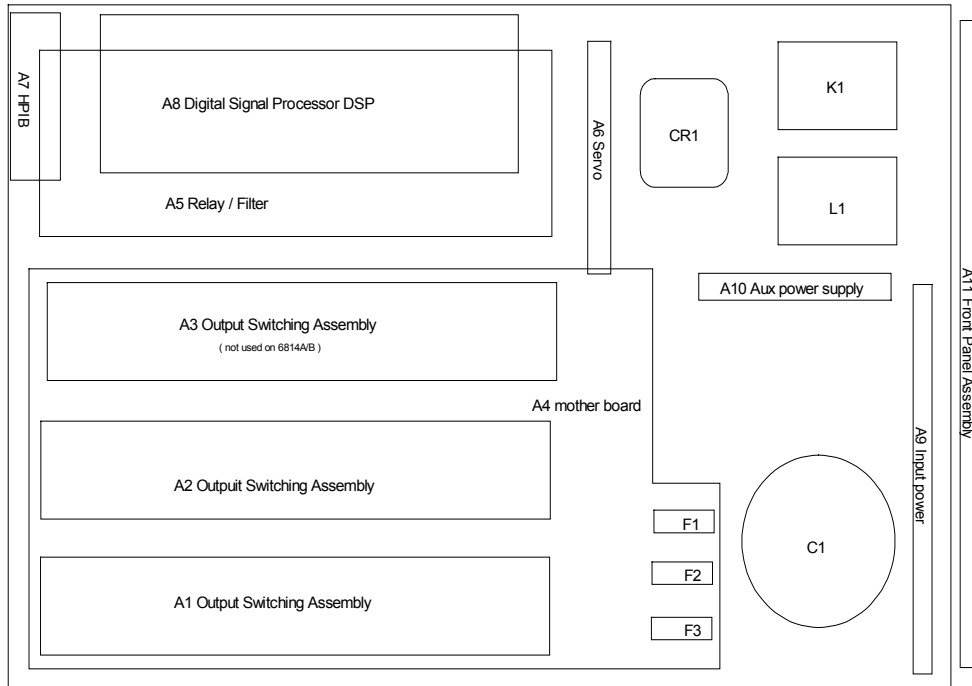 A7 HPIB
A8 Digital Signal Processor DSP
A5 Relay / Filter
A6 Servo
CR1
K1
L1
A10 Aux power supply
A11 Front Panel Assembly
A3 Output Switching Assembly
( not used on 6814A/B )
A4 mother board
A9 Input power
A2 Outpuit Switching Assembly
F1
C1
F2
A1 Output Switching Assembly
F3